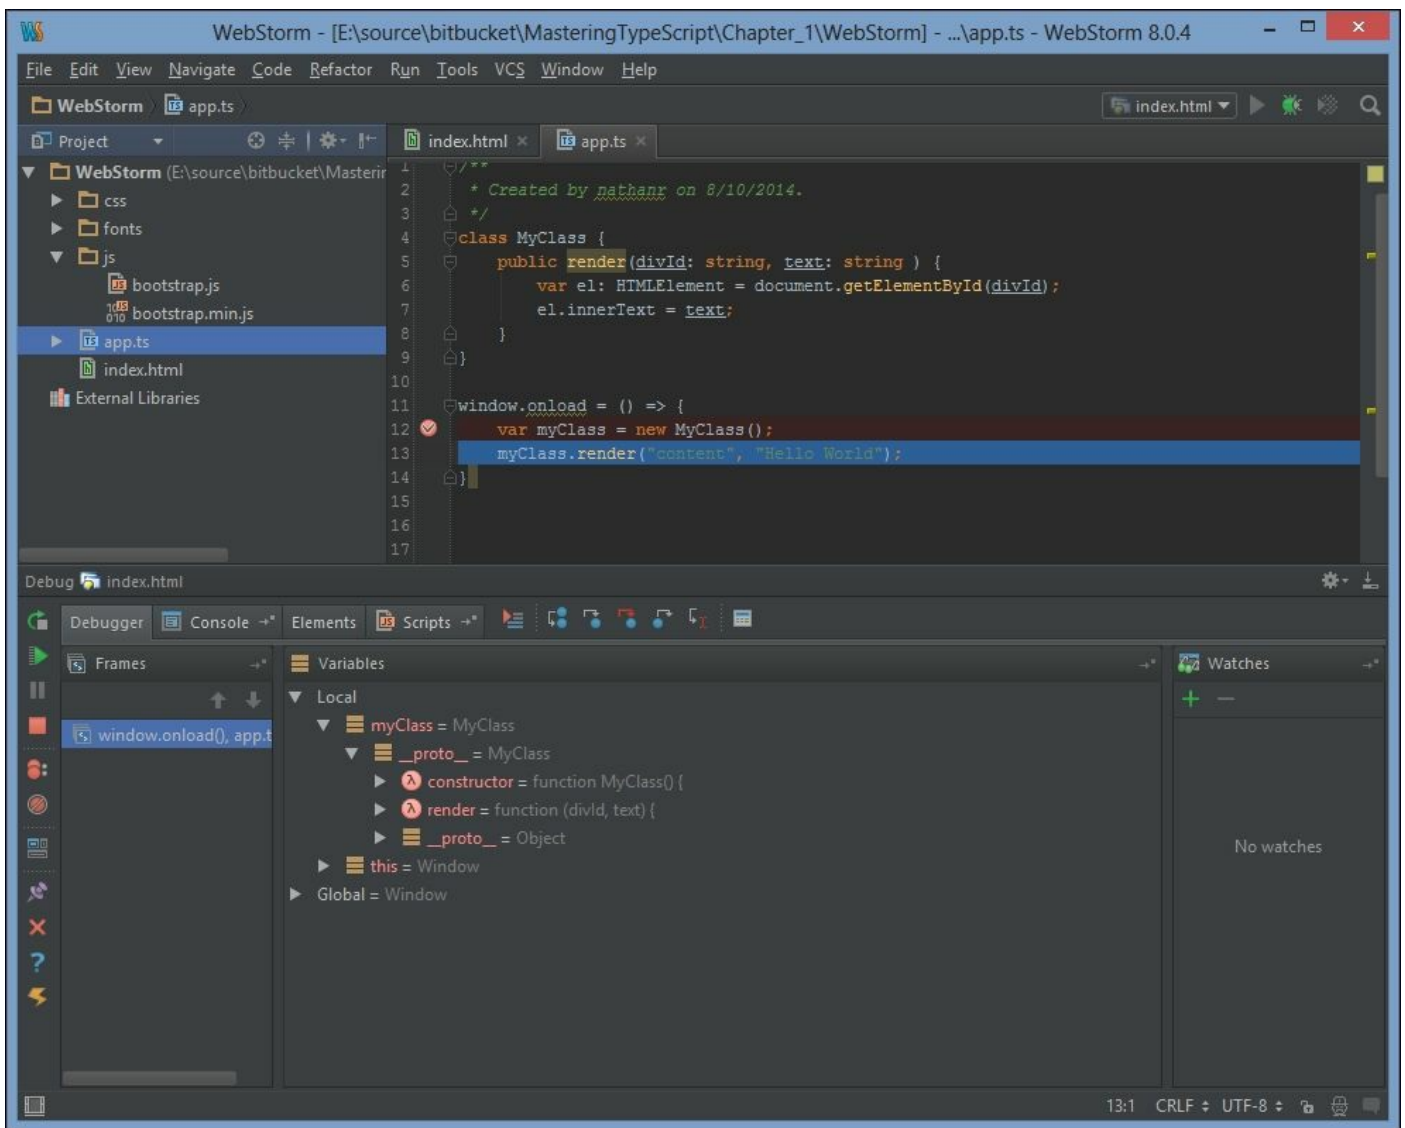 WebStorm - [E:\source\bitbucket\MasteringTypeScript\Chapter_1\WebStorm] - ...\app.ts - WebStorm 8.0.4
File Edit View Navigate Code Refactor Run Tools VCS Window Help
WebStorm app.ts index.html
Project index.html app.ts
WebStorm (E:\source\bitbucket\Masterin
css
fonts
js
bootstrap.js
bootstrap.min.js
app.ts
index.html
External Libraries
1 /**
2 * Created by nathanr on 8/10/2014.
3 */
4 class MyClass {
5 public render(divId: string, text: string ) {
6 var el: HTMLElement = document.getElementById(divId);
7 el.innerText = text;
8 }
9 }
10
11 window.onload = () => {
12 var myClass = new MyClass();
13 myClass.render("content", "Hello World");
14 }
15
16
17
Debug index.html
Debugger Console Elements Scripts
Frames Variables Watches
window.onload(), app.t
Local
myClass = MyClass
__proto__ = MyClass
constructor = function MyClass() {
render = function (divId, text) {
__proto__ = Object
this = Window
Global = Window
No watches
13:1 CRLF UTF-8